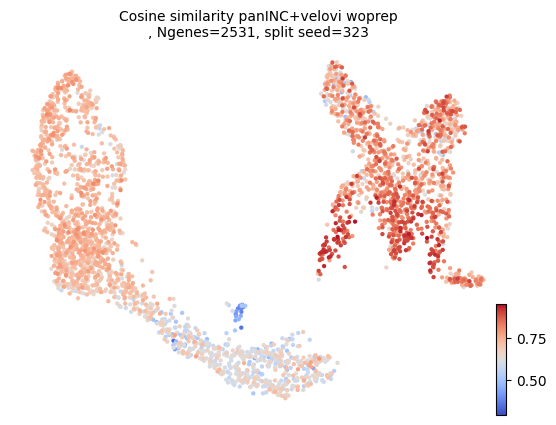 Cosine similarity panINC+velovi woprep
, Ngenes=2531, split seed=323
0.75
0.50